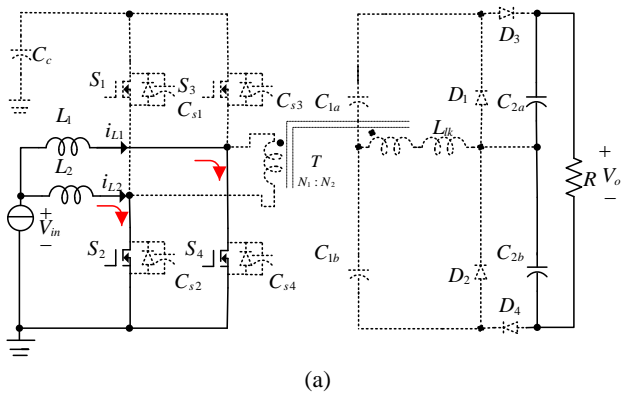 C_c
S_1
S_3
C_s1
C_s3
L_1
i_L1
L_2
i_L2
+
V_in
−
S_2
S_4
C_s2
C_s4
T
N_1 : N_2
C_1a
C_1b
L_lk
D_1
D_2
D_3
D_4
C_2a
C_2b
R
+
V_o
−
(a)